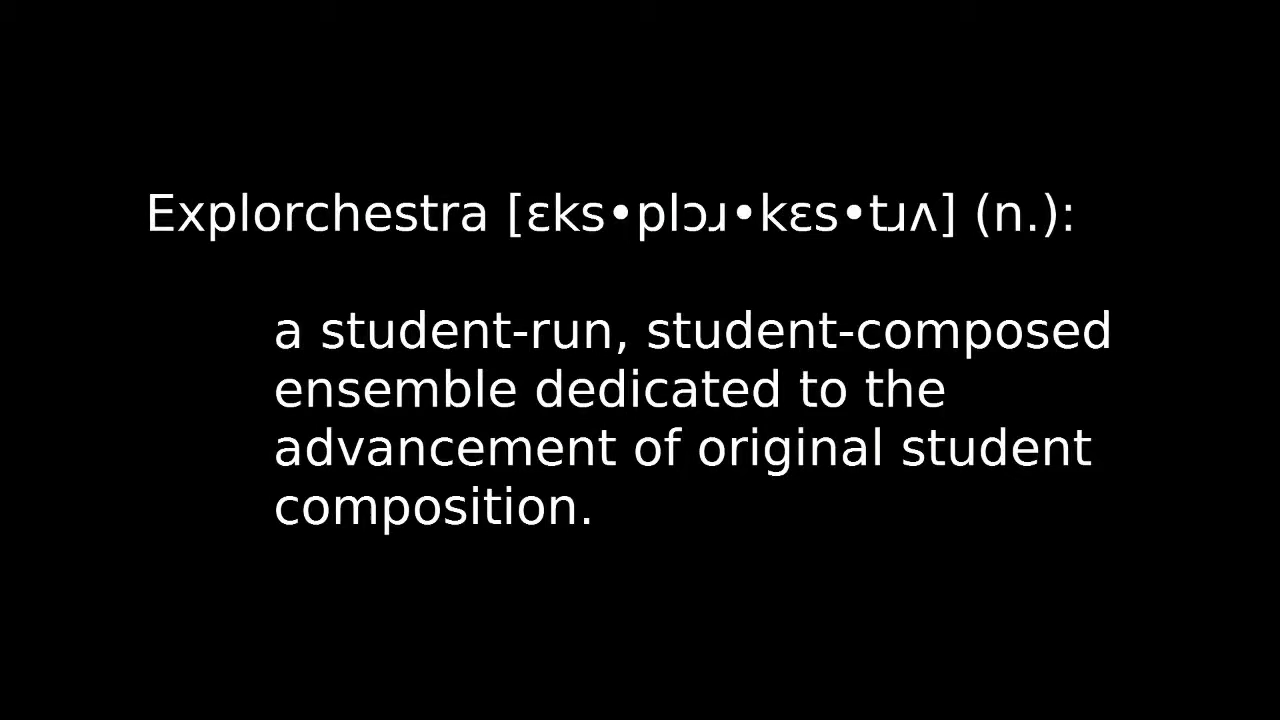 Explorchestra [ɛks•plɔɹ•kɛs•tɹʌ] (n.):
a student-run, student-composed
ensemble dedicated to the
advancement of original student
composition.